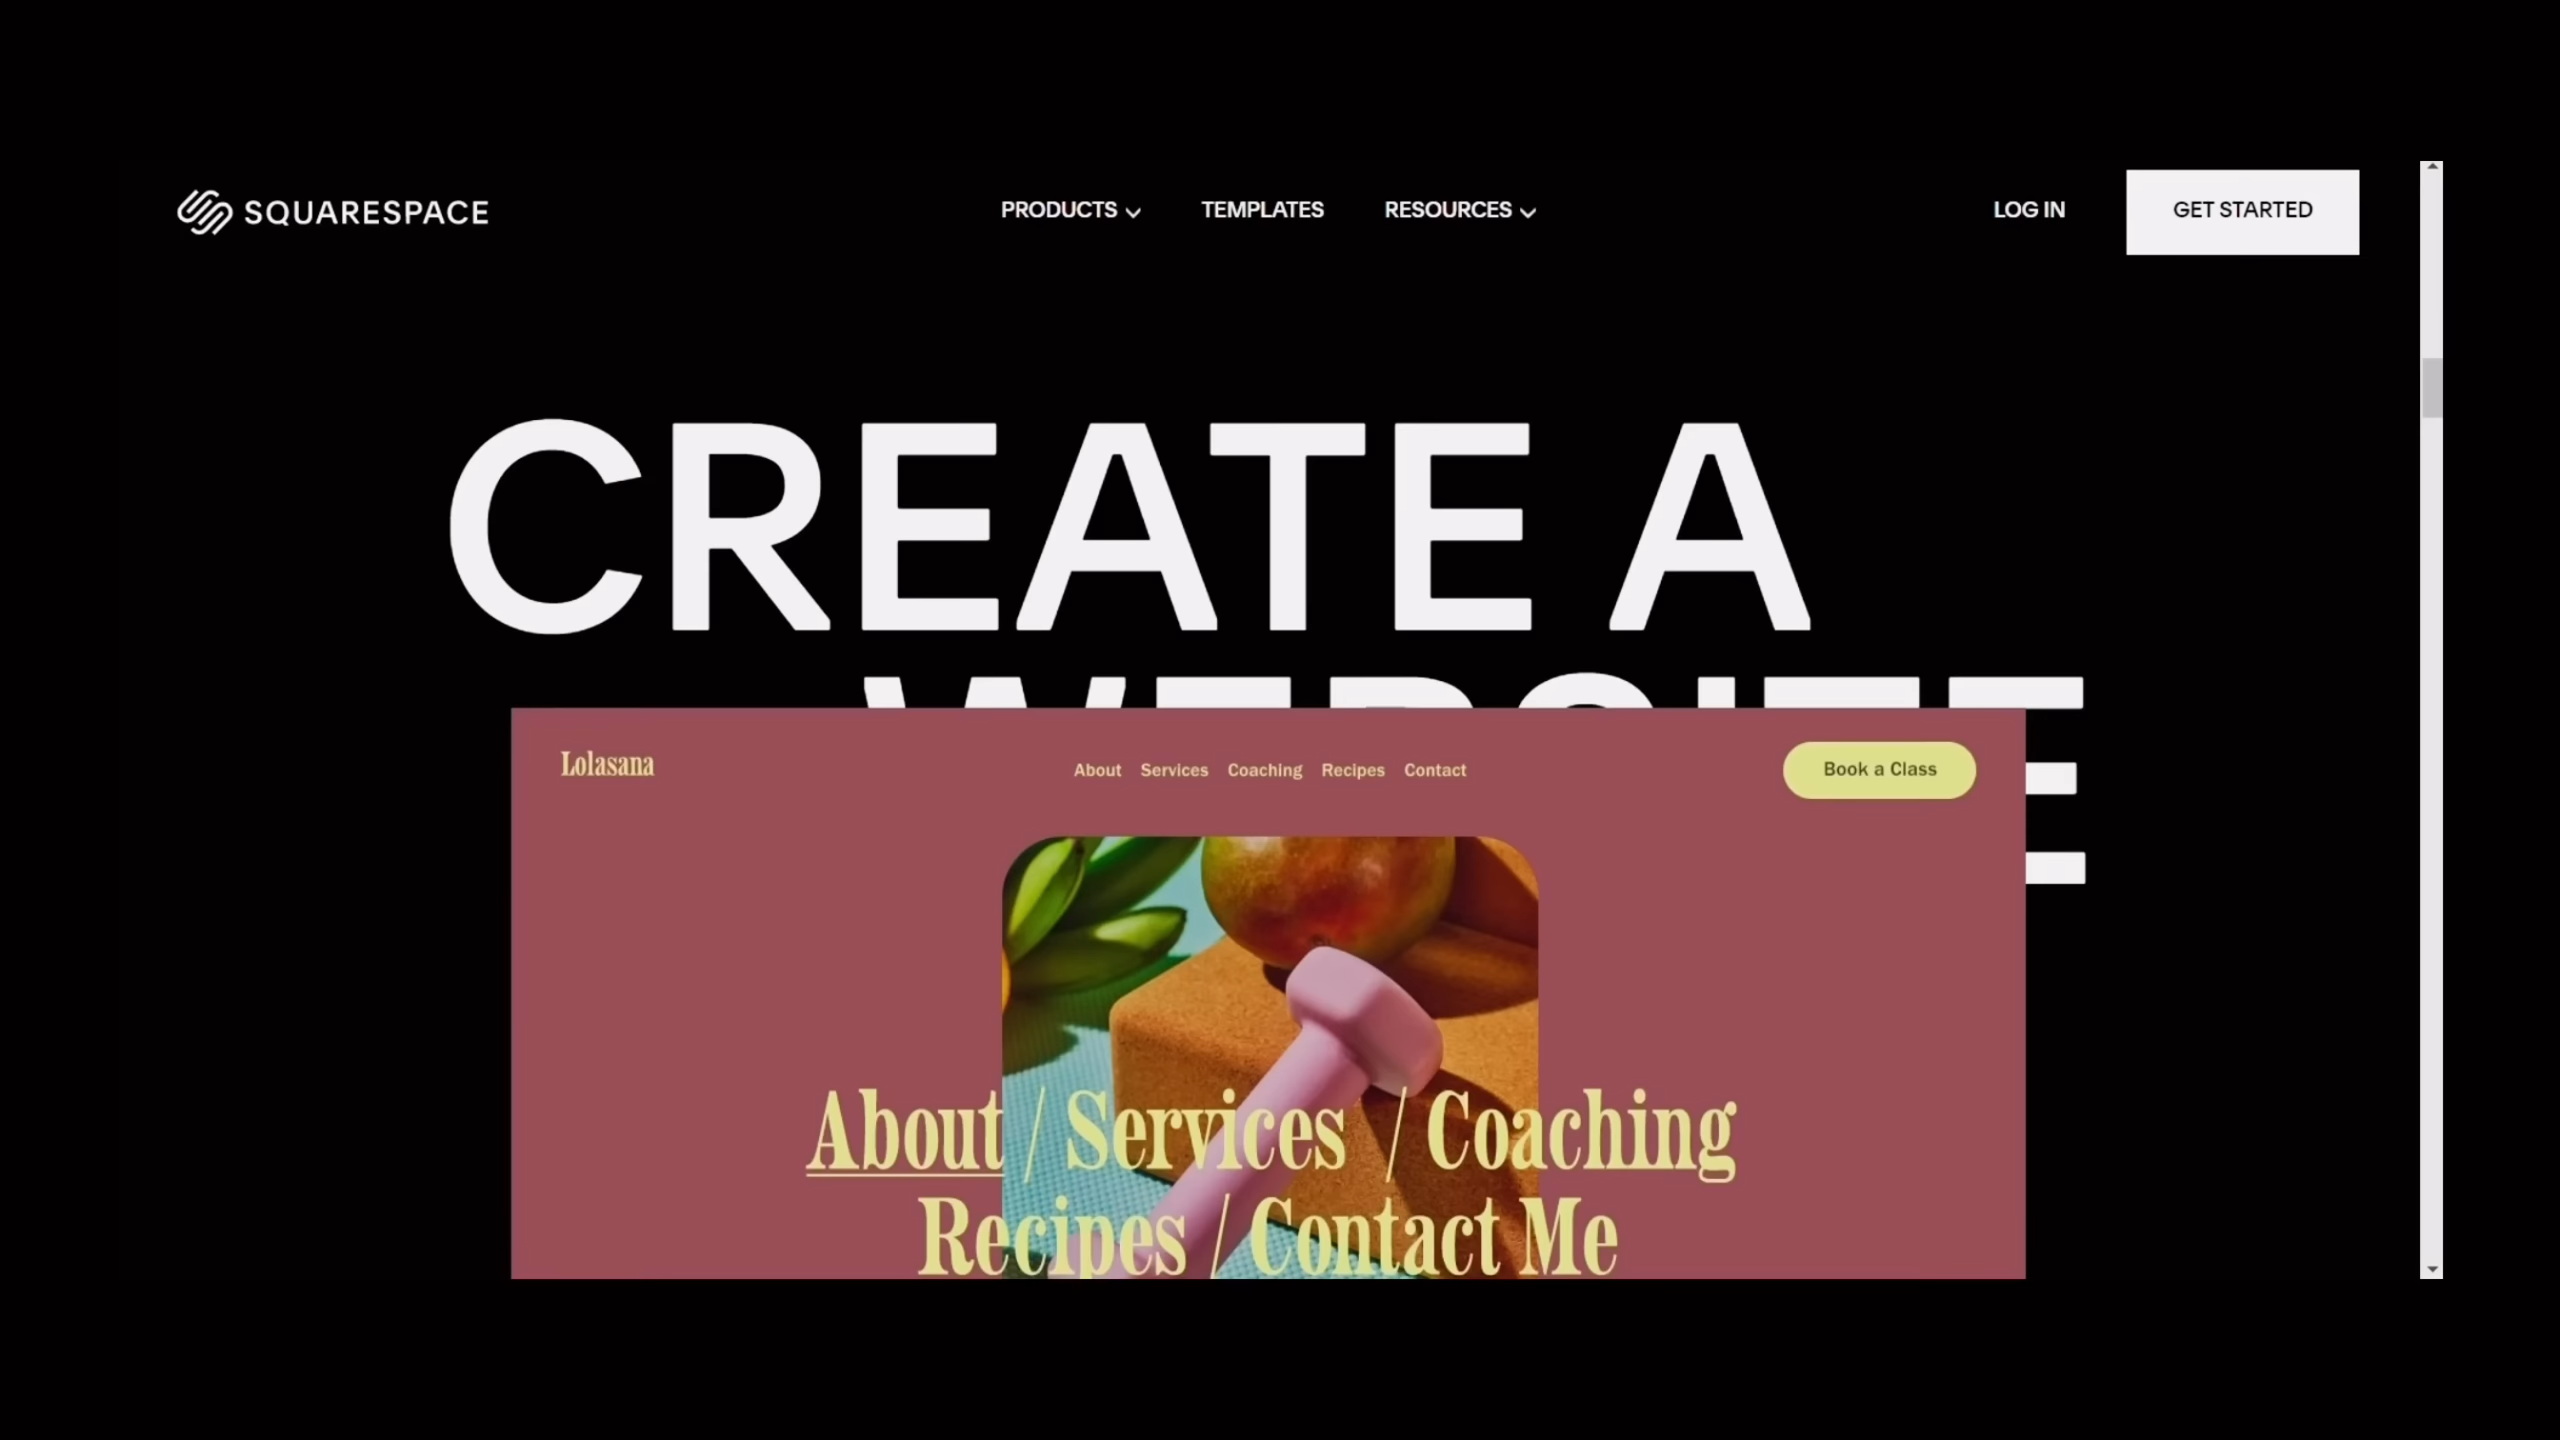 SQUARESPACE PRODUCTS TEMPLATES RESOURCES LOG IN GET STARTED
CREATE A
WEBSITE
Lolasana About Services Coaching Recipes Contact Book a Class
About / Services / Coaching
Recipes / Contact Me